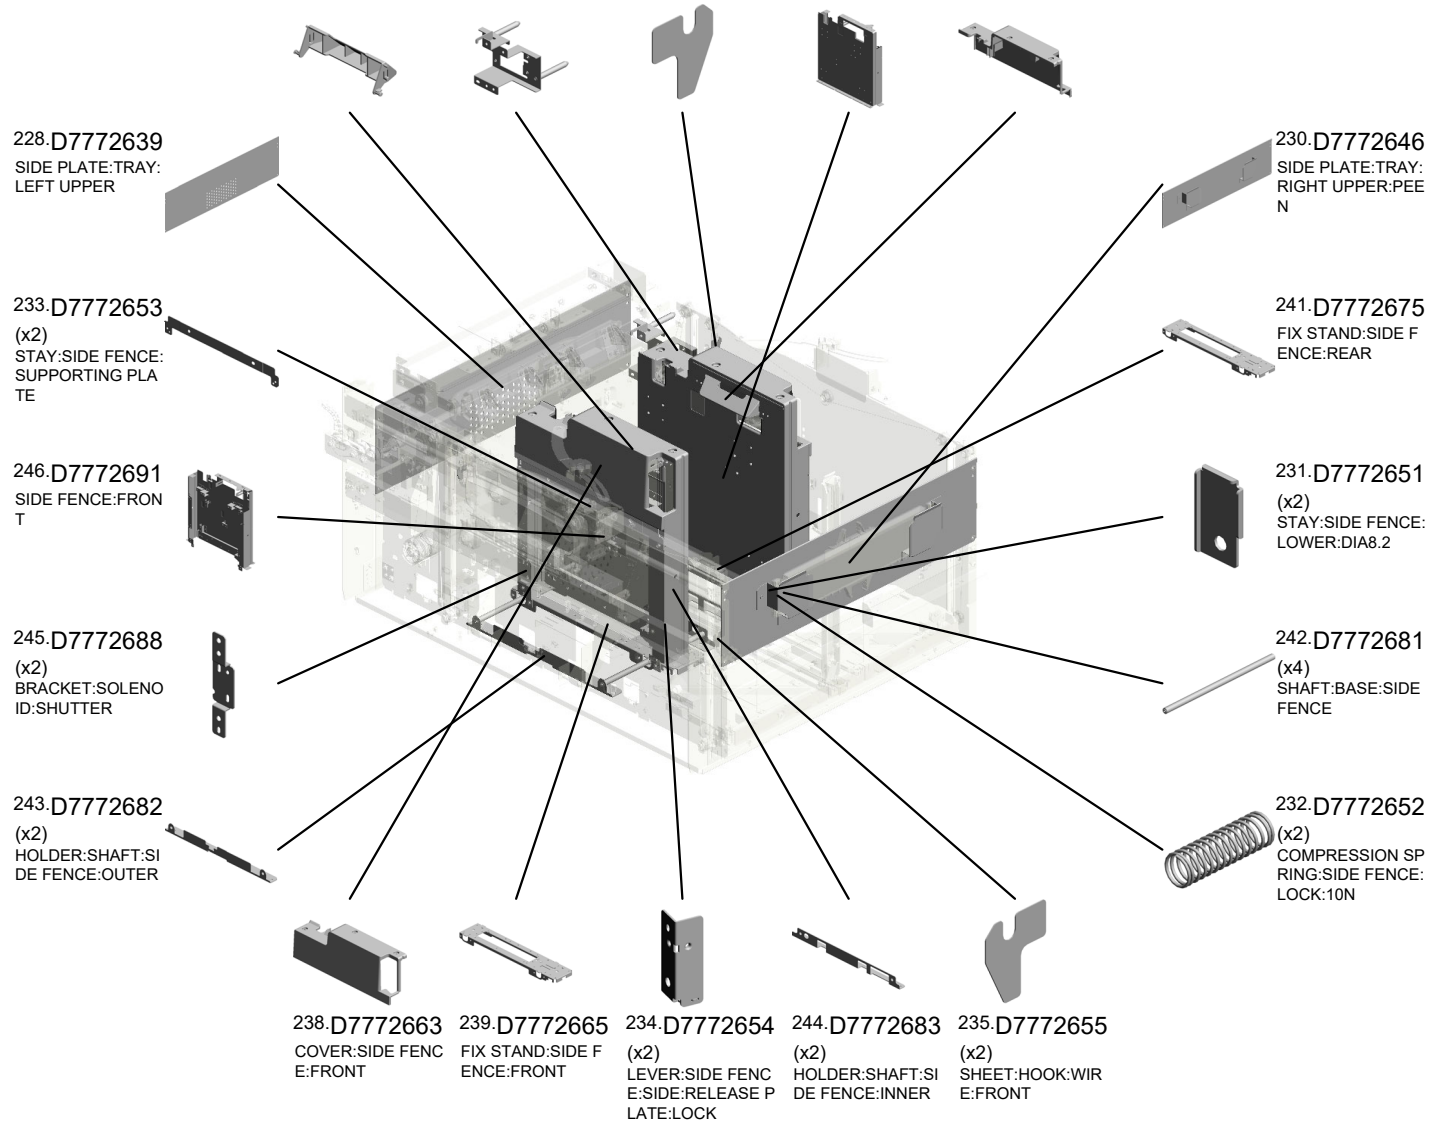 228.D7772639
SIDE PLATE:TRAY:
LEFT UPPER
233.D7772653
(x2)
STAY:SIDE FENCE:
SUPPORTING PLA
TE
246.D7772691
SIDE FENCE:FRON
T
245.D7772688
(x2)
BRACKET:SOLENO
ID:SHUTTER
243.D7772682
(x2)
HOLDER:SHAFT:SI
DE FENCE:OUTER
230.D7772646
SIDE PLATE:TRAY:
RIGHT UPPER:PEE
N
241.D7772675
FIX STAND:SIDE F
ENCE:REAR
231.D7772651
(x2)
STAY:SIDE FENCE:
LOWER:DIA8.2
242.D7772681
(x4)
SHAFT:BASE:SIDE
FENCE
232.D7772652
(x2)
COMPRESSION SP
RING:SIDE FENCE:
LOCK:10N
238.D7772663
COVER:SIDE FENC
E:FRONT
239.D7772665
FIX STAND:SIDE F
ENCE:FRONT
234.D7772654
(x2)
LEVER:SIDE FENC
E:SIDE:RELEASE P
LATE:LOCK
244.D7772683
(x2)
HOLDER:SHAFT:SI
DE FENCE:INNER
235.D7772655
(x2)
SHEET:HOOK:WIR
E:FRONT